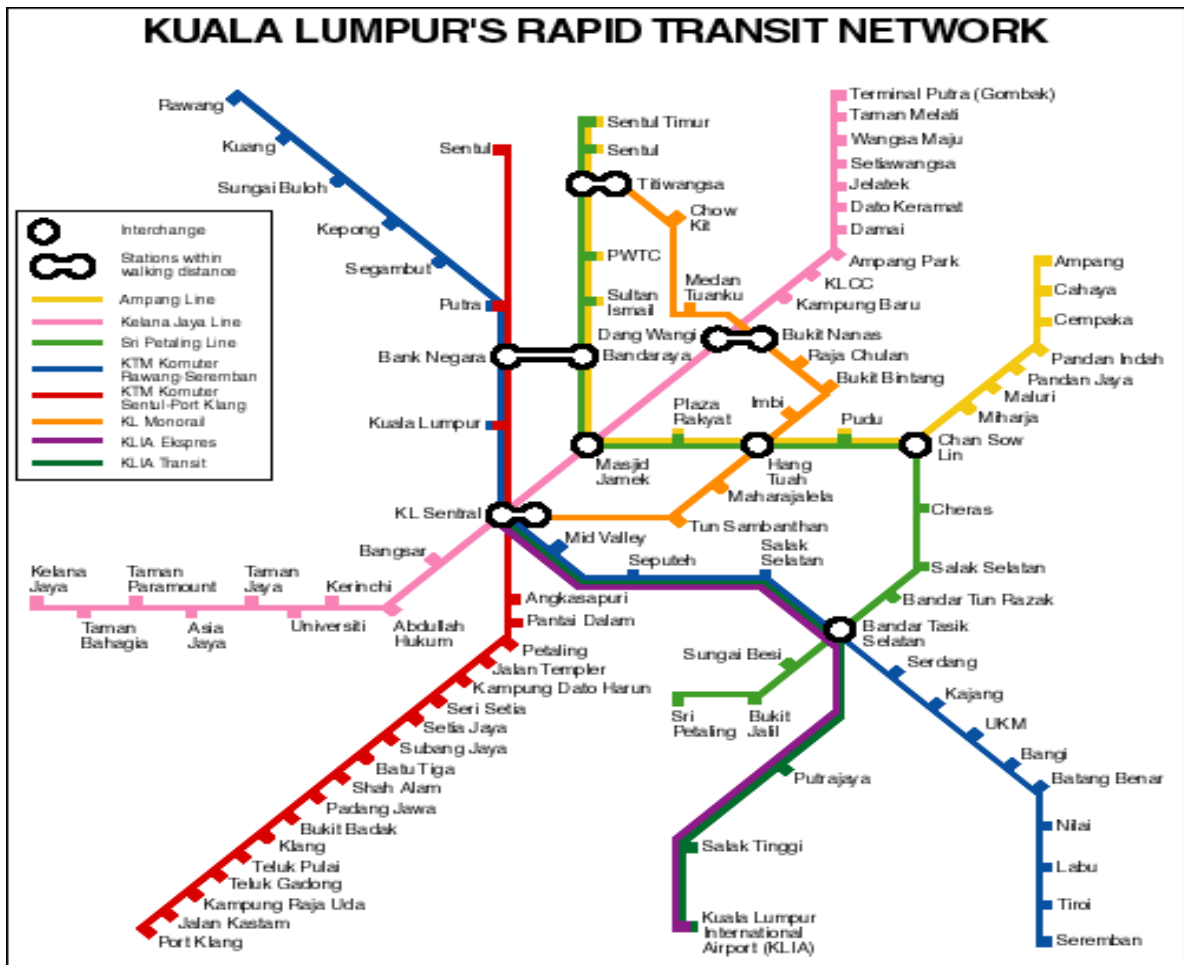 KUALA LUMPUR'S RAPID TRANSIT NETWORK
Rawang
Kuang
Sungai Buloh
Kepong
Segambut
Putra
Bank Negara
Kuala Lumpur
KL Sentral
Sentul
Sentul Timur
Sentul
Titiwangsa
PWTC
Sultan
Ismail
Bandaraya
Chow
Kit
Medan
Tuanku
Dang Wangi
Bukit Nanas
Terminal Putra (Gombak)
Taman Melati
Wangsa Maju
Setiawangsa
Jelatek
Dato Keramat
Damai
Ampang Park
KLCC
Kampung Baru
Ampang
Cahaya
Cempaka
Pandan Indah
Pandan Jaya
Maluri
Miharja
Raja Chulan
Bukit Bintang
Imbi
Plaza
Rakyat
Pudu
Masjid
Jamek
Hang
Tuah
Chan Sow
Lin
Maharajalela
Tun Sambanthan
Interchange
Stations within
walking distance
Ampang Line
Kelana Jaya Line
Sri Petaling Line
KTM Komuter
Rawang-Seremban
KTM Komuter
Sentul-Port Klang
KL Monorail
KLIA Ekspres
KLIA Transit
Bangsar
Kelana
Jaya
Taman
Paramount
Taman
Jaya
Kerinchi
Taman
Bahagia
Asia
Jaya
Universiti
Abdullah
Hukum
Mid Valley
Seputeh
Salak
Selatan
Cheras
Salak Selatan
Bandar Tun Razak
Bandar Tasik
Selatan
Sungai Besi
Sri
Petaling
Bukit
Jalil
Angkasapuri
Pantai Dalam
Petaling
Jalan Templer
Kampung Dato Harun
Seri Setia
Setia Jaya
Subang Jaya
Batu Tiga
Shah Alam
Padang Jawa
Bukit Badak
Klang
Teluk Pulai
Teluk Gadong
Kampung Raja Uda
Jalan Kastam
Port Klang
Serdang
Kajang
UKM
Bangi
Batang Benar
Nilai
Labu
Tiroi
Seremban
Putrajaya
Salak Tinggi
Kuala Lumpur
International
Airport (KLIA)